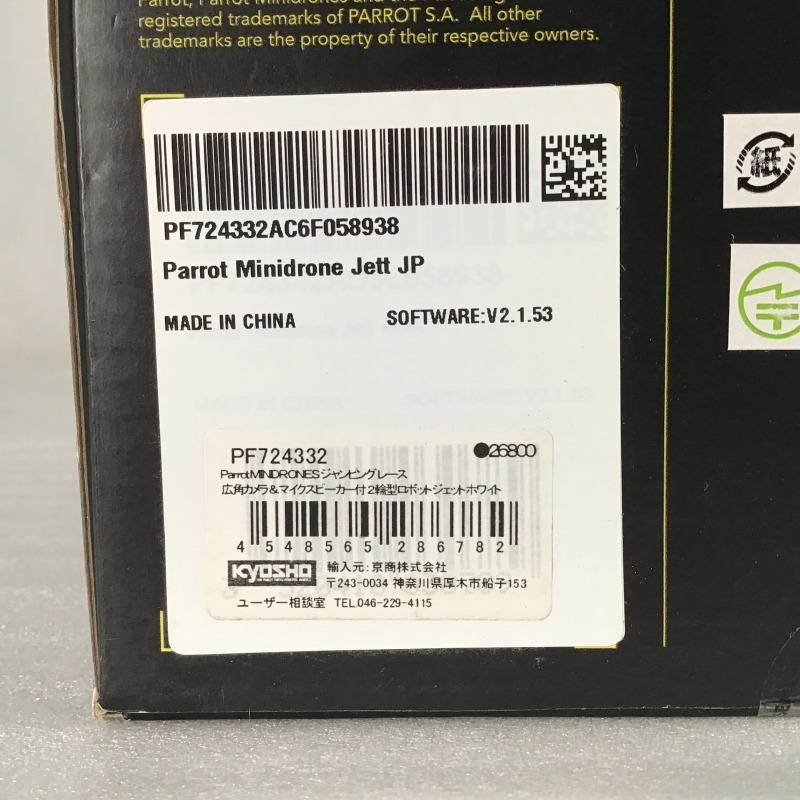 registered trademarks of PARROT S.A. All other
trademarks are the property of their respective owners.
紙
PF724332AC6F058938
Parrot Minidrone Jett JP
MADE IN CHINA SOFTWARE:V2.1.53
PF724332 ●26800
Parrot MINIDRONES ジャンピングレース
広角カメラ&マイクスピーカー付2輪型ロボット ジェット ホワイト
4 548565 286782
KYOSHO
輸入元:京商株式会社
〒243-0034 神奈川県厚木市船子153
ユーザー相談室 TEL.046-229-4115